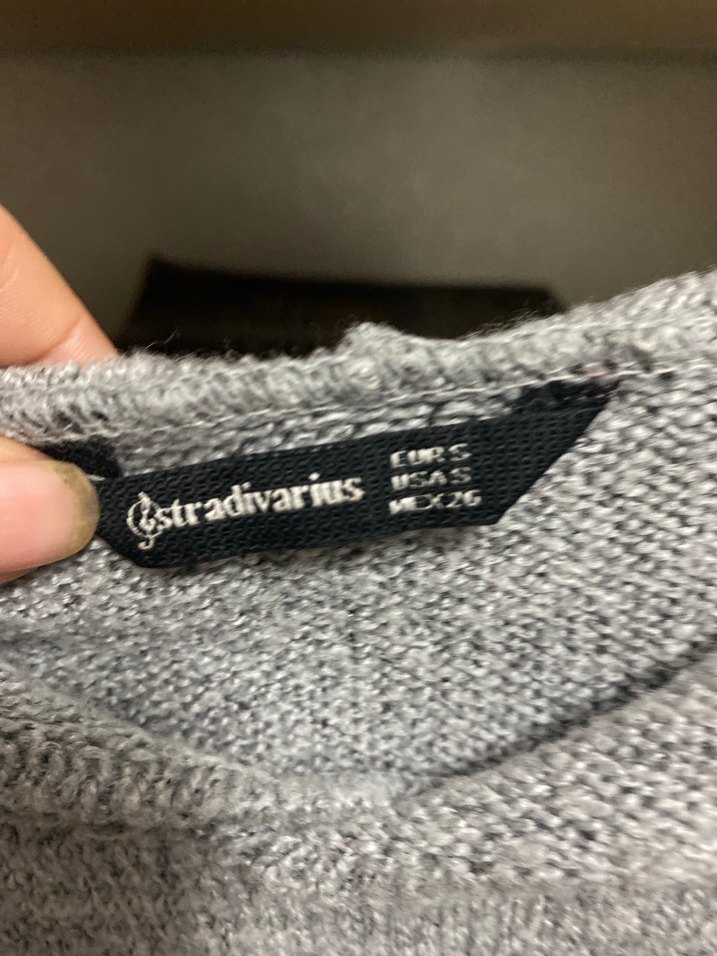 stradivarius
EUR S
USA S
MEX 26